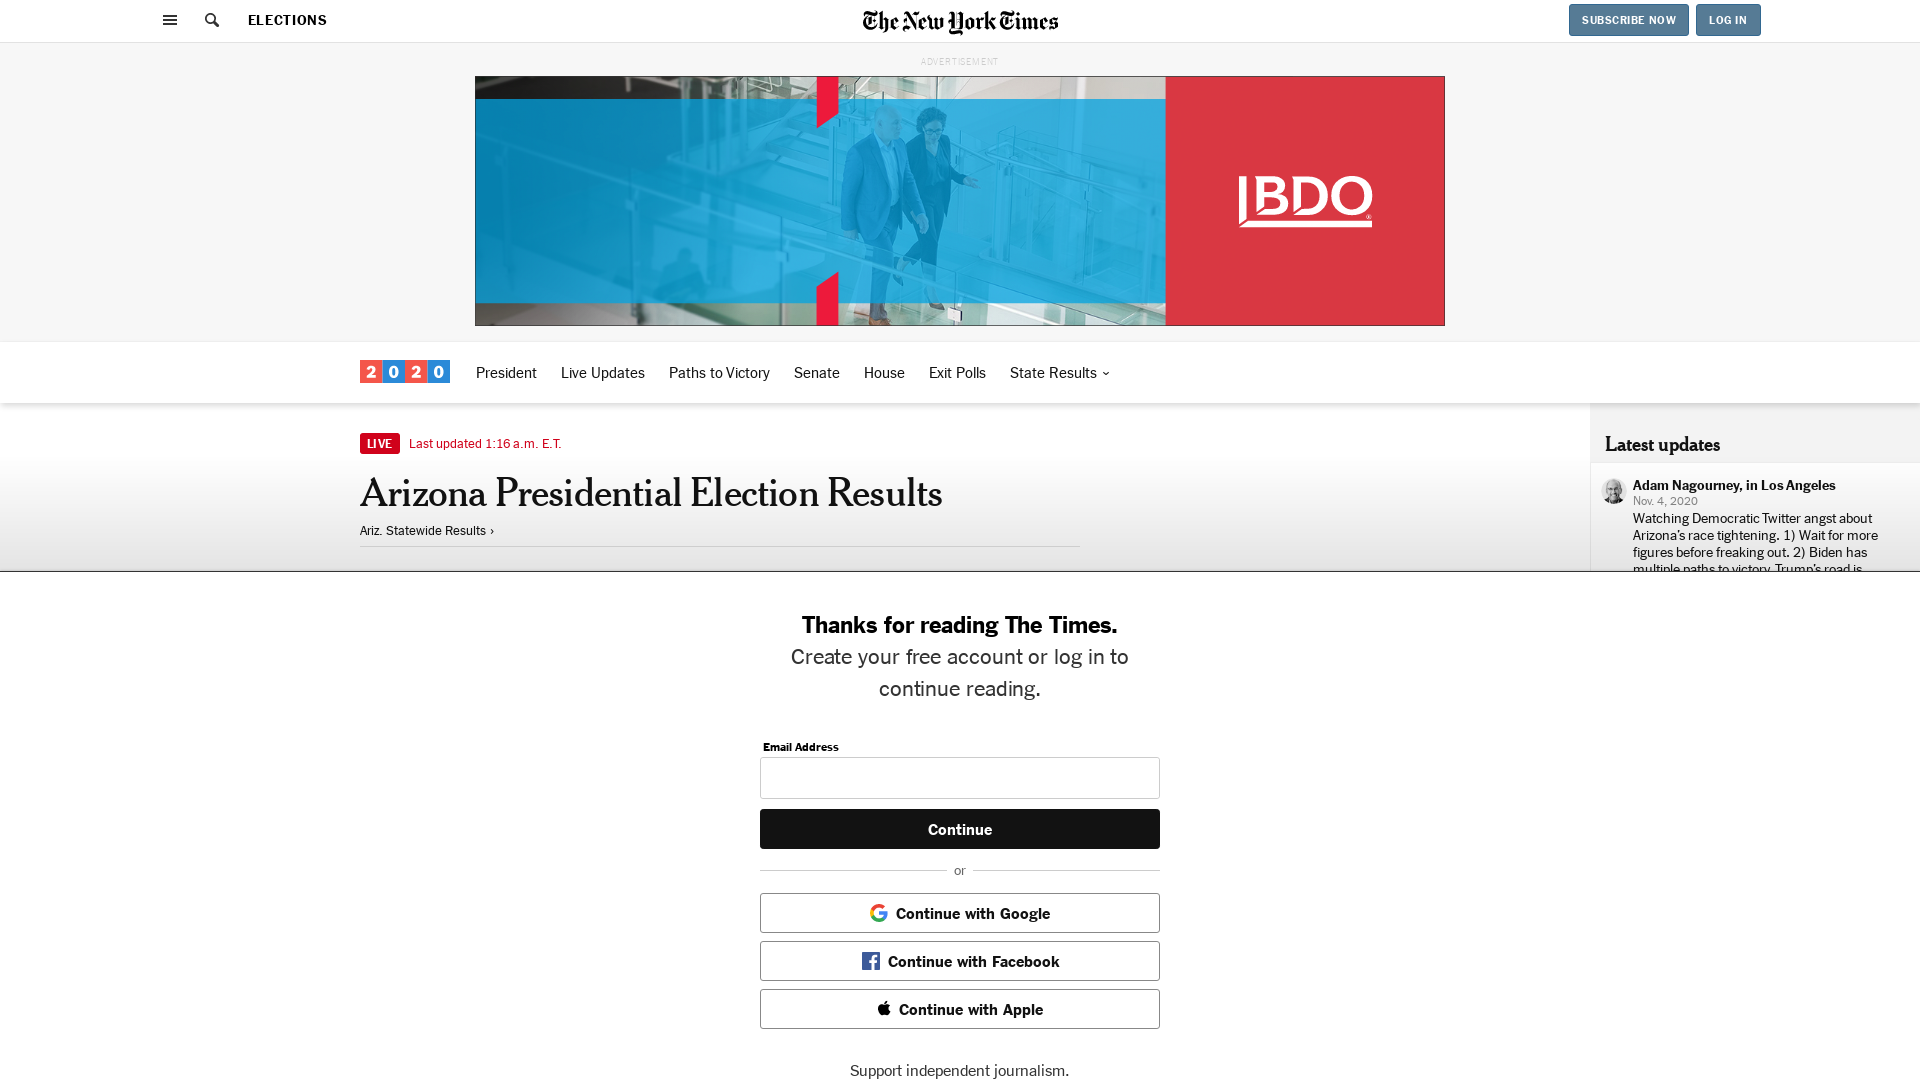 ELECTIONS
The New York Times
SUBSCRIBE NOW
LOG IN
ADVERTISEMENT
BDO
2020
President
Live Updates
Paths to Victory
Senate
House
Exit Polls
State Results
LIVE
Last updated 1:16 a.m. E.T.
Arizona Presidential Election Results
Ariz. Statewide Results ›
Latest updates
Adam Nagourney, in Los Angeles
Nov. 4, 2020
Watching Democratic Twitter angst about
Arizona's race tightening. 1) Wait for more
figures before freaking out. 2) Biden has
multiple paths to victory. Trump's road is
Thanks for reading The Times.
Create your free account or log in to
continue reading.
Email Address
Continue
or
Continue with Google
Continue with Facebook
Continue with Apple
Support independent journalism.